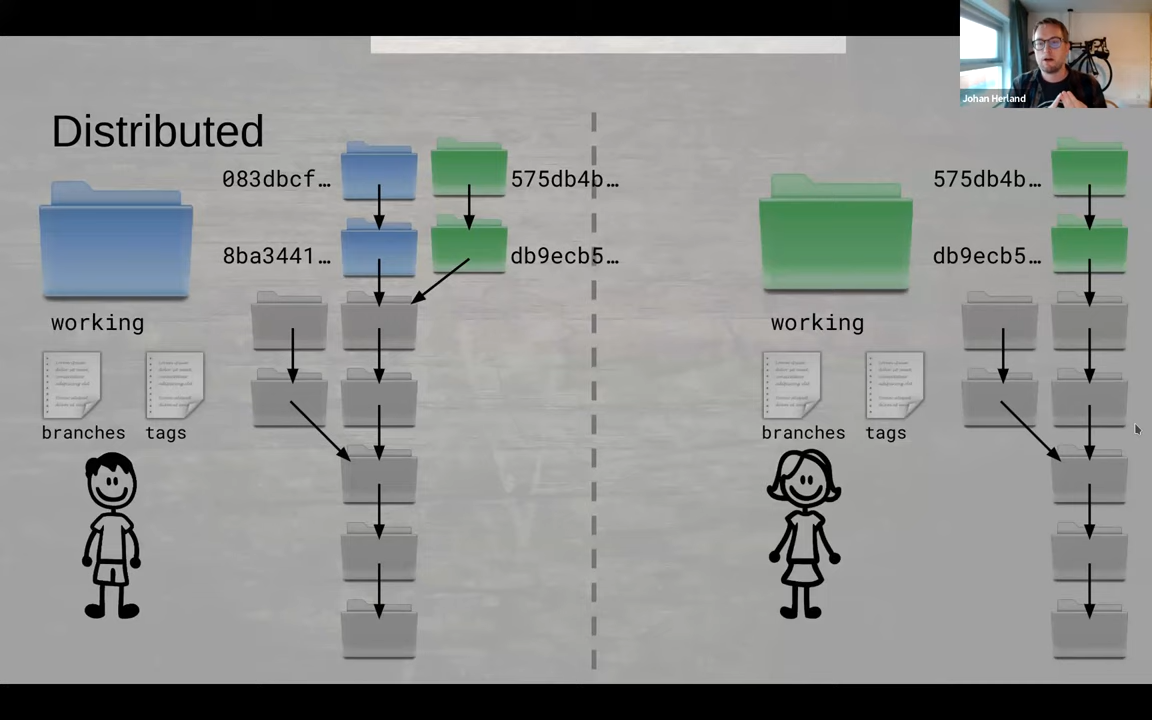 Johan Herland
Distributed
083dbcf…
575db4b…
575db4b…
8ba3441…
db9ecb5…
db9ecb5…
working
working
branches
tags
branches
tags